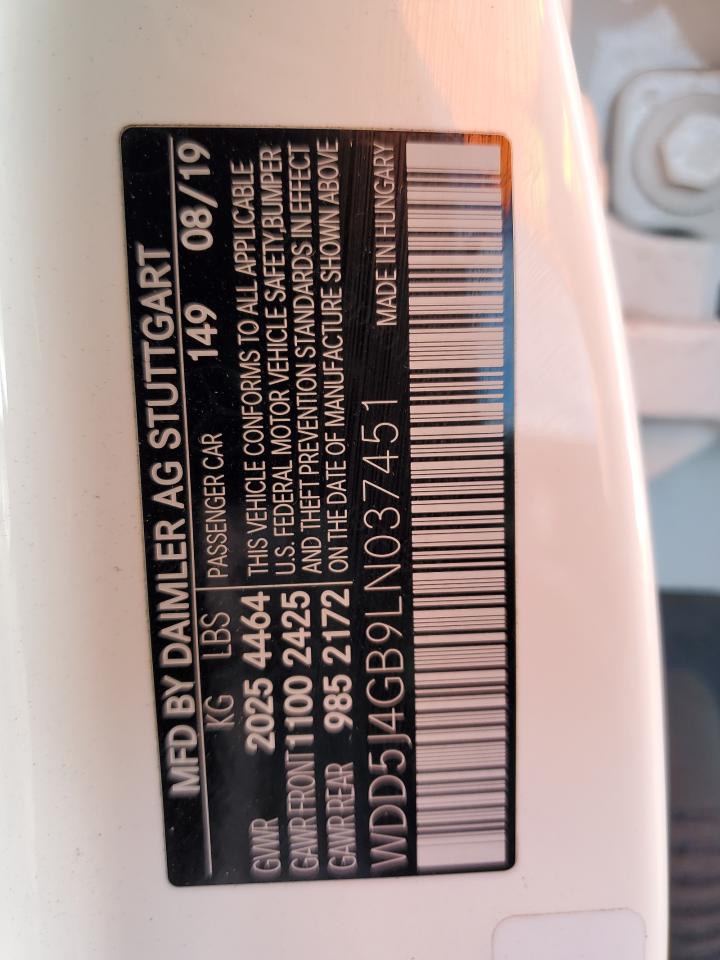 MFD BY DAIMLER AG STUTTGART
149 08/19
KG LBS PASSENGER CAR
GVWR 2025 4464 THIS VEHICLE CONFORMS TO ALL APPLICABLE
GAWR FRONT 1100 2425 U.S. FEDERAL MOTOR VEHICLE SAFETY,BUMPER
GAWR REAR 985 2172 AND THEFT PREVENTION STANDARDS IN EFFECT
ON THE DATE OF MANUFACTURE SHOWN ABOVE
WDD5J4GB9LN037451 MADE IN HUNGARY